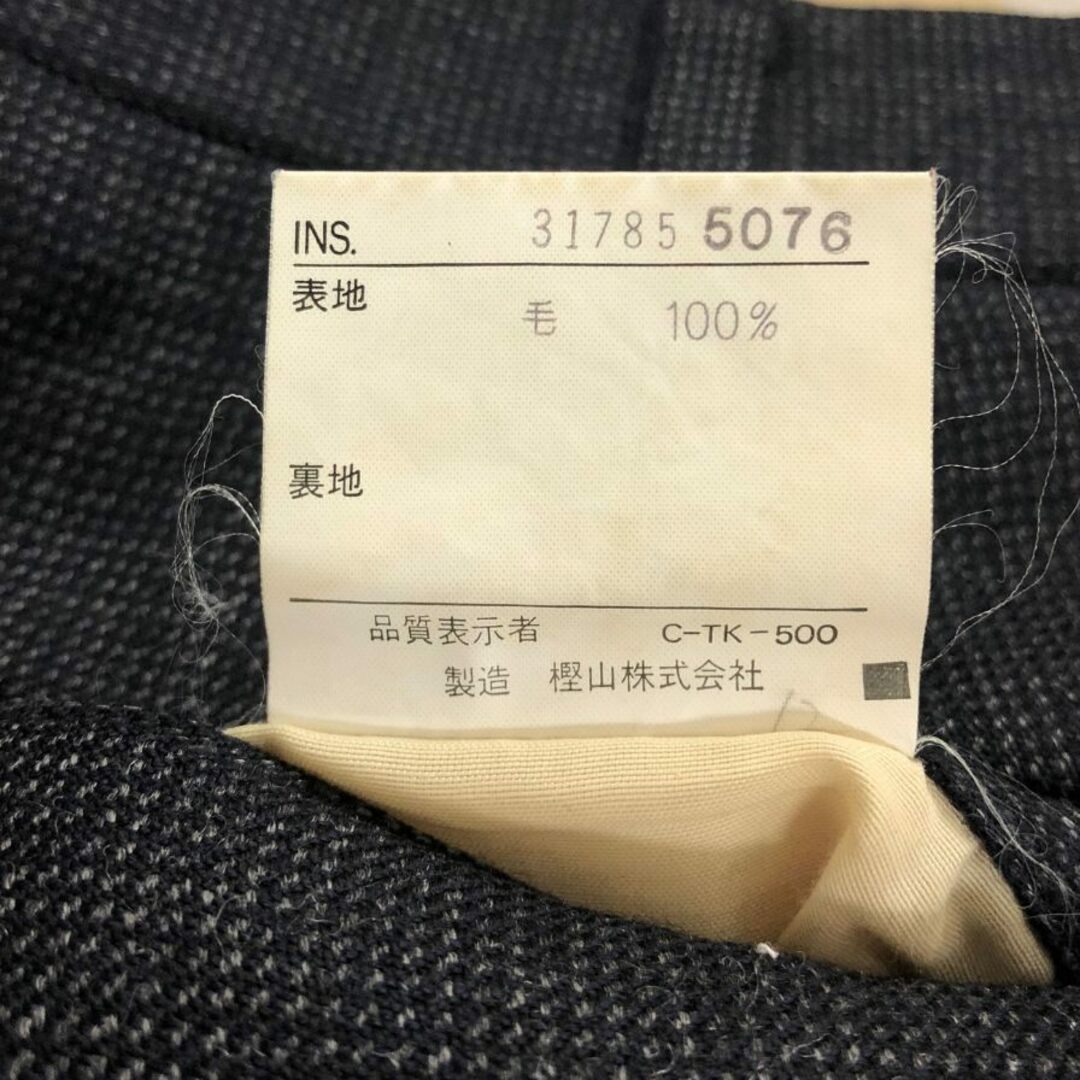 INS. 31785 5076
表地 毛 100%
裏地
品質表示者 C-TK-500
製造 樫山株式会社